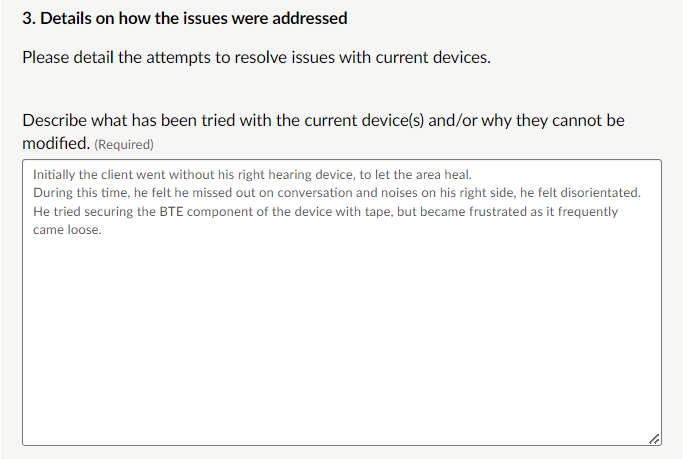 3. Details on how the issues were addressed
Please detail the attempts to resolve issues with current devices.
Describe what has been tried with the current device(s) and/or why they cannot be
modified. (Required)
Initially the client went without his right hearing device, to let the area heal.
During this time, he felt he missed out on conversation and noises on his right side, he felt disorientated.
He tried securing the BTE component of the device with tape, but became frustrated as it frequently
came loose.